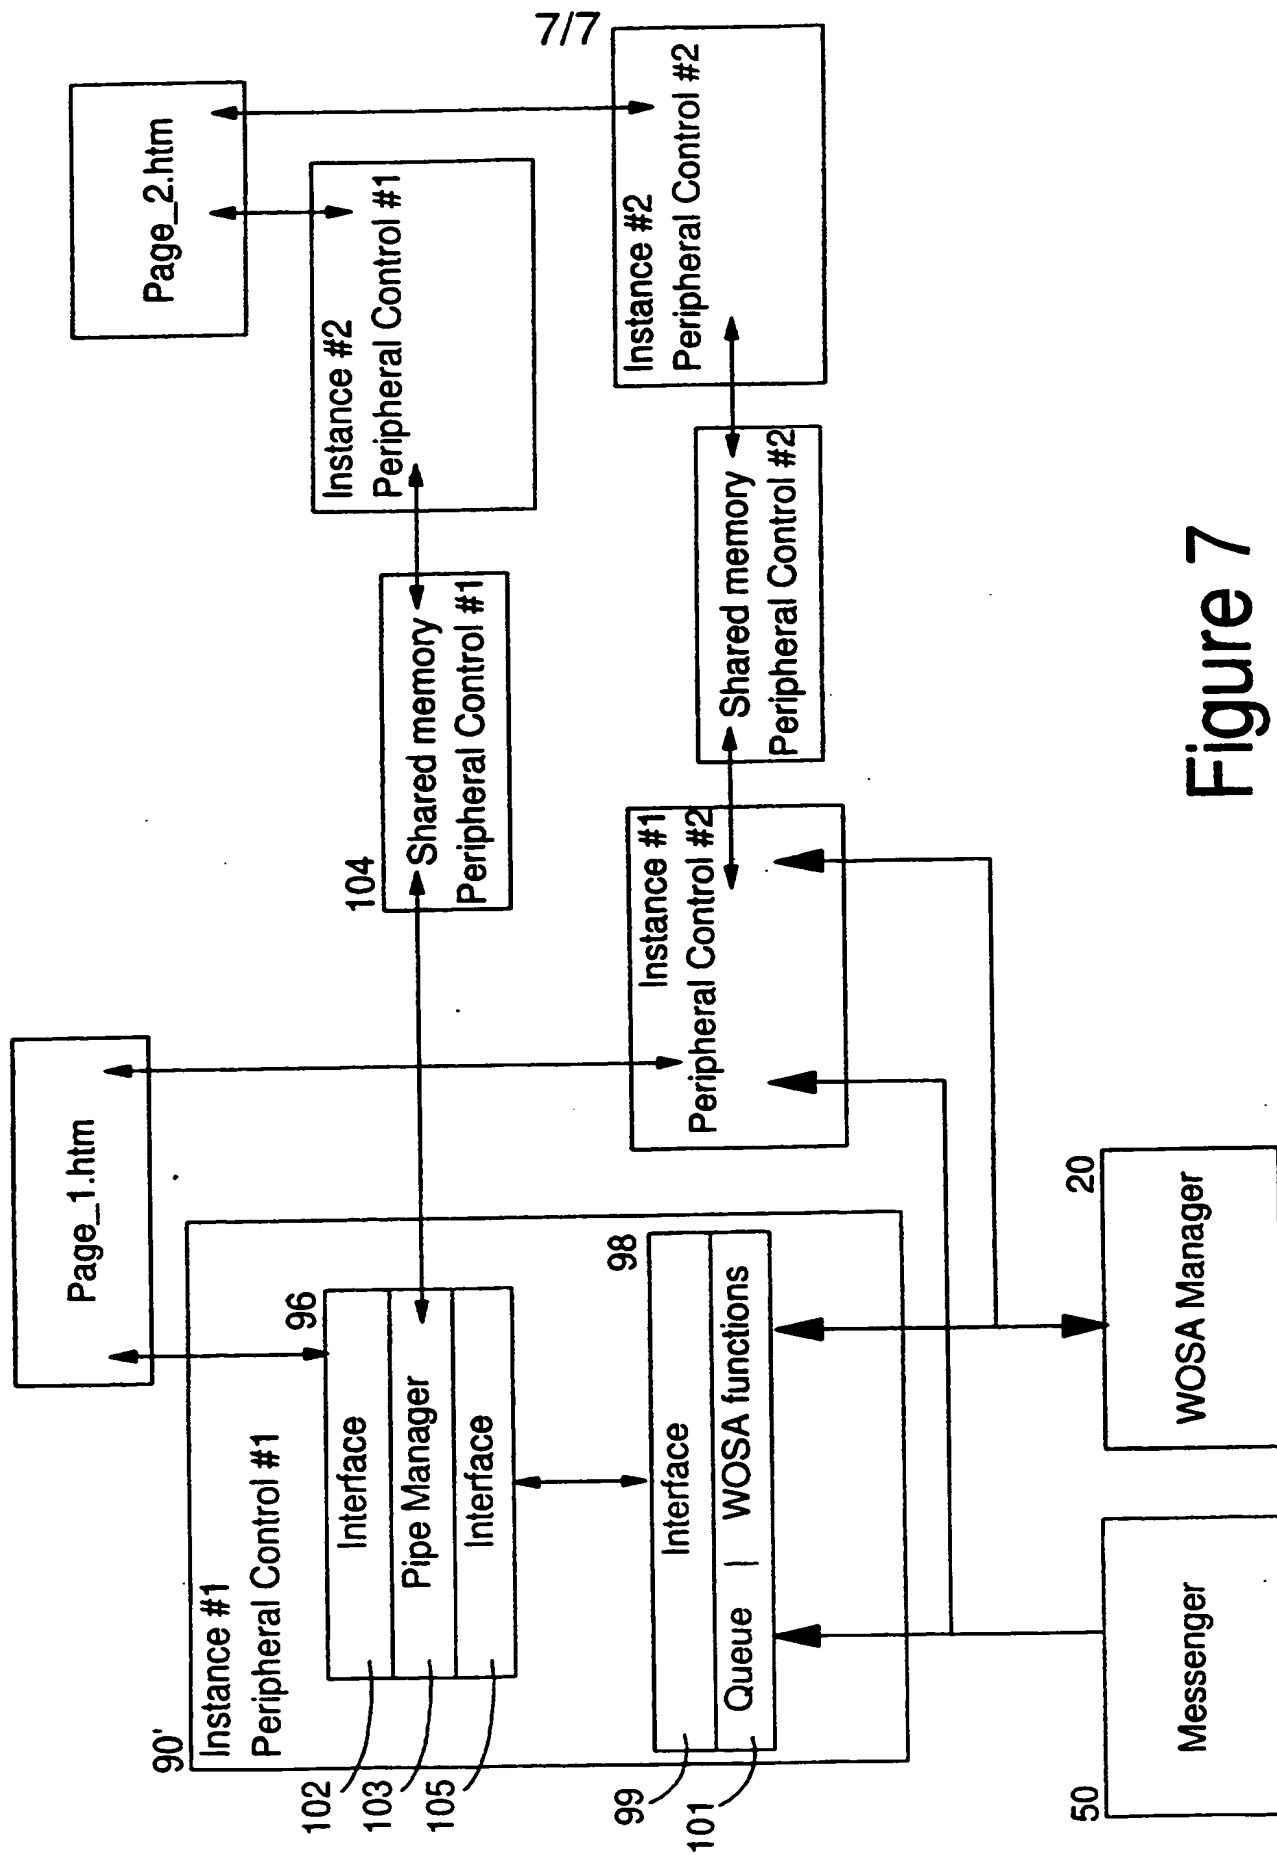 7/7
Page_1.htm
Page_2.htm
90'
Instance #1
Peripheral Control #1
96
102
Interface
103
Pipe Manager
105
Interface
98
99
Interface
101
Queue | WOSA functions
104
Shared memory
Peripheral Control #1
Instance #2
Peripheral Control #1
Instance #1
Peripheral Control #2
Shared memory
Peripheral Control #2
Instance #2
Peripheral Control #2
50
Messenger
20
WOSA Manager
Figure 7